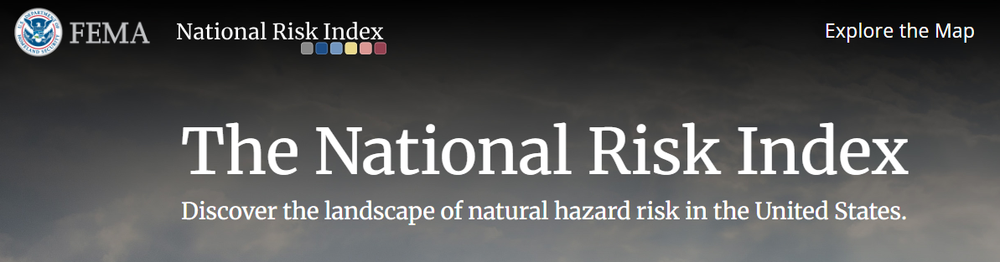 FEMA
National Risk Index
Explore the Map
The National Risk Index
Discover the landscape of natural hazard risk in the United States.